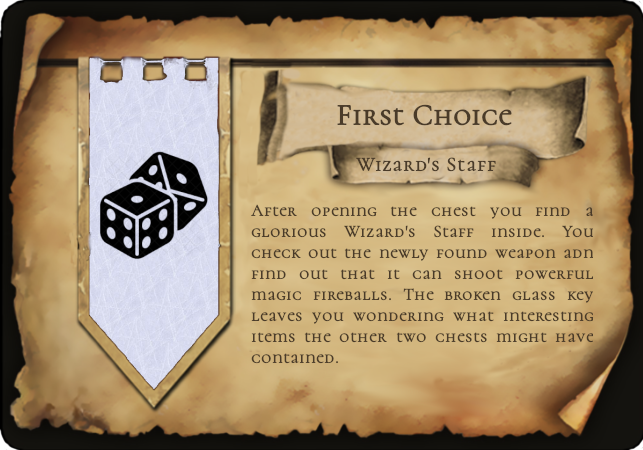 First Choice
Wizard's Staff
After opening the chest you find a
glorious Wizard's Staff inside. You
check out the newly found weapon adn
find out that it can shoot powerful
magic fireballs. The broken glass key
leaves you wondering what interesting
items the other two chests might have
contained.